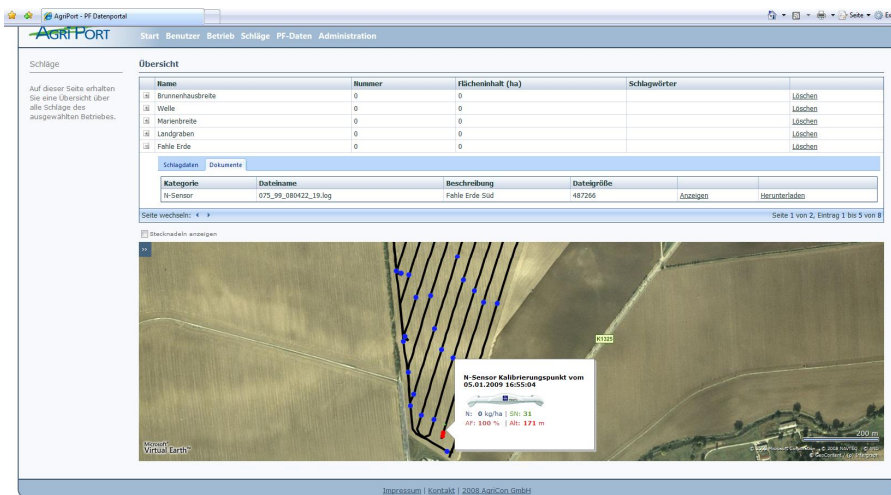 AgriPort - PF Datenportal
Seite
AGRIPORT
Start Benutzer Betrieb Schläge PF-Daten Administration
Schläge
Auf dieser Seite erhalten
Sie eine Übersicht über
alle Schläge des
ausgewählten Betriebes.
Übersicht
Name Nummer Flächeninhalt (ha) Schlagwörter
Brunnenhausbreite 0 0 Löschen
Welle 0 0 Löschen
Marienbreite 0 0 Löschen
Landgraben 0 0 Löschen
Fahle Erde 0 0 Löschen
Schlagdaten Dokumente
Kategorie Dateiname Beschreibung Dateigröße
N-Sensor 075_99_080422_19.log Fahle Erde Süd 487266 Anzeigen Herunterladen
Seite wechseln: Seite 1 von 2, Eintrag 1 bis 5 von 8
Stecknadeln anzeigen
K1325
N-Sensor Kalibrierungspunkt vom
05.01.2009 16:55:04
N: 0 kg/ha | SN: 31
AF: 100 % | Alt: 171 m
200 m
Microsoft
Virtual Earth™
© 2008 NAVTEQ © AND
Impressum | Kontakt | 2008 AgriCon GmbH